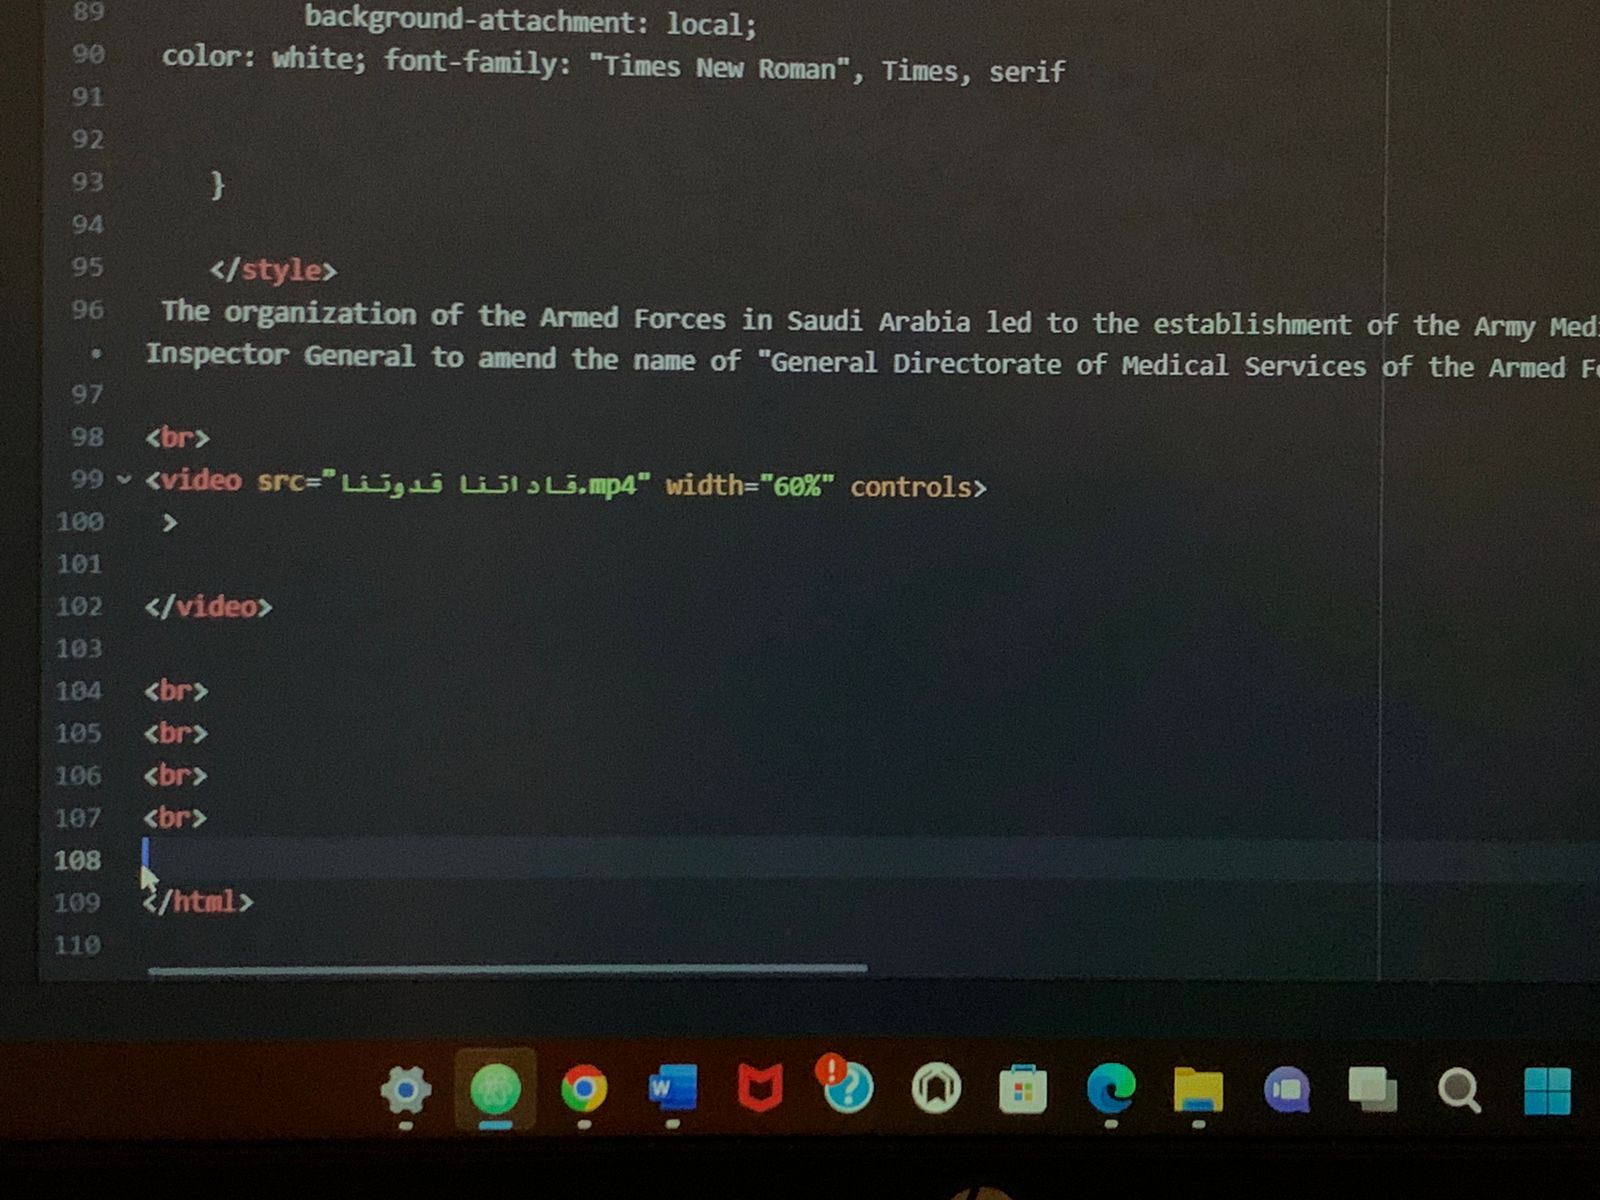 89 background-attachment: local;
90 color: white; font-family: "Times New Roman", Times, serif
91
92
93 }
94
95 </style>
96 The organization of the Armed Forces in Saudi Arabia led to the establishment of the Army Med
Inspector General to amend the name of "General Directorate of Medical Services of the Armed F
97
98 <br>
99 <video src="قاداتنا قدوتنا.mp4" width="60%" controls>
100 >
101
102 </video>
103
104 <br>
105 <br>
106 <br>
107 <br>
108
109 </html>
110
W